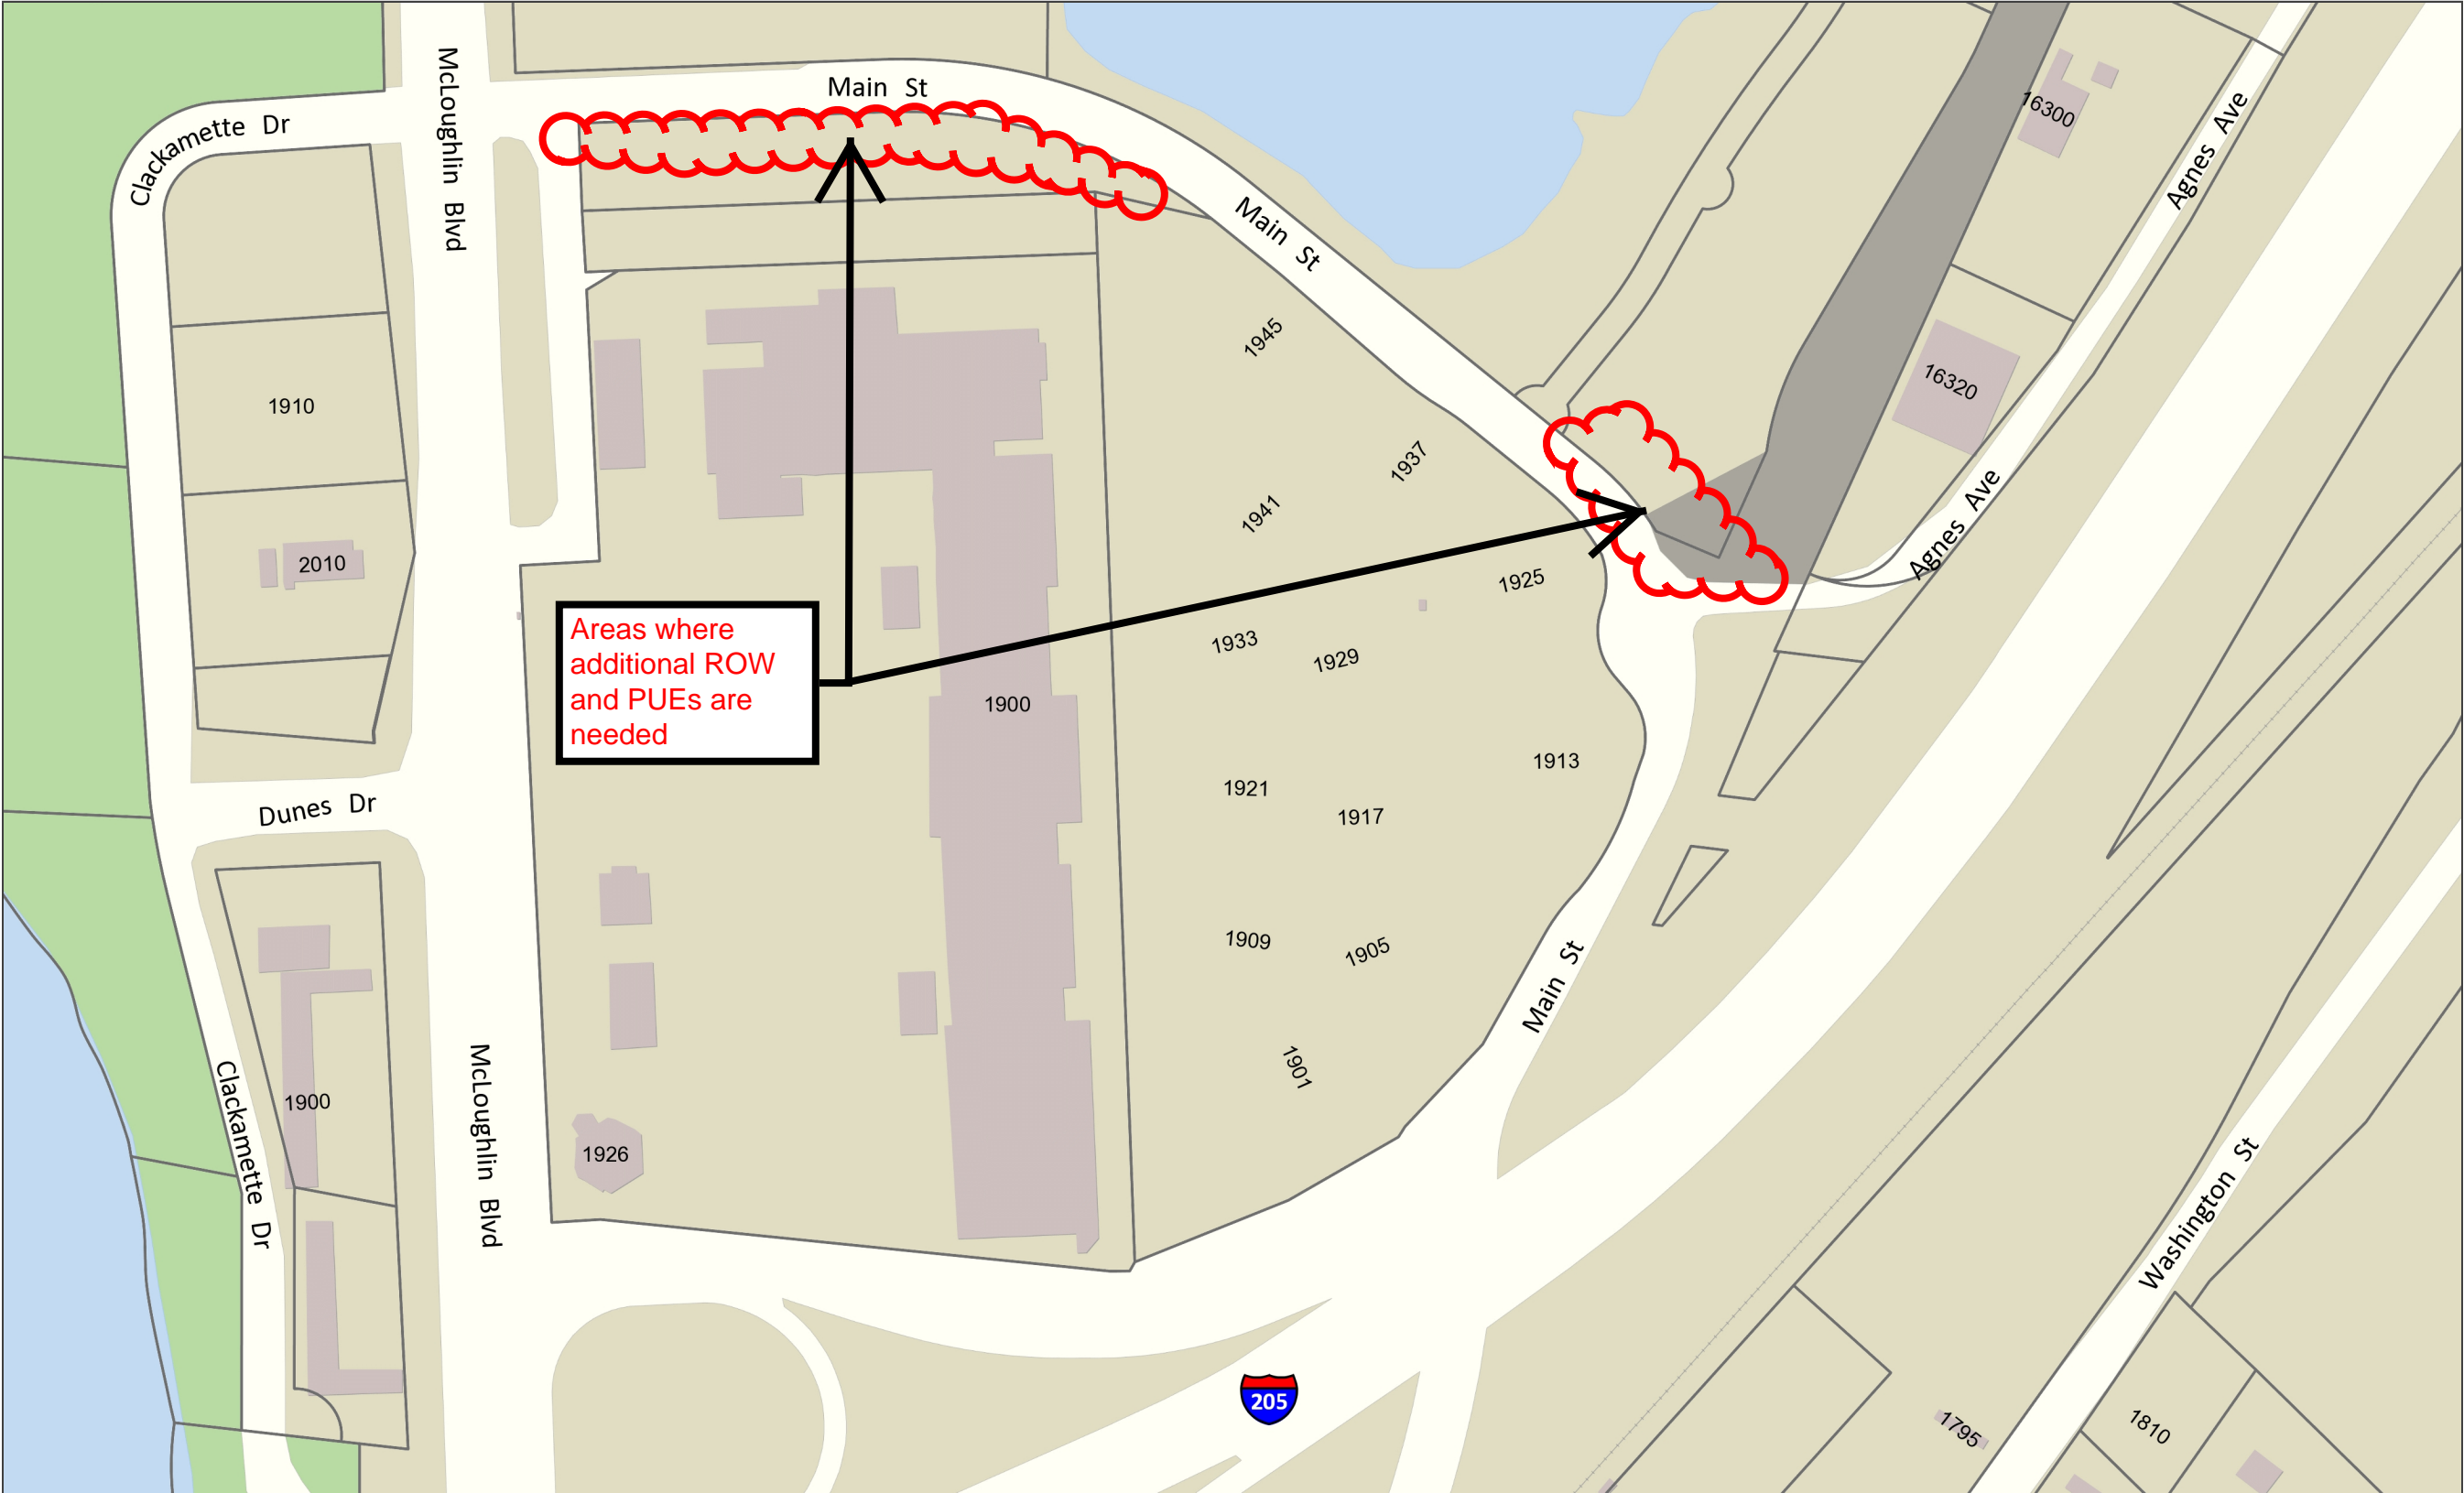 Main St
Clackamette Dr
McLoughlin Blvd
16300
Agnes Ave
Main St
1945
16320
1910
1937
1941
Agnes Ave
2010
1925
Areas where
additional ROW
and PUEs are
needed
1933
1929
1900
1913
1921
1917
Dunes Dr
1909
1905
Main St
1901
1900
Clackamette Dr
McLoughlin Blvd
1926
Washington St
205
1795
1810